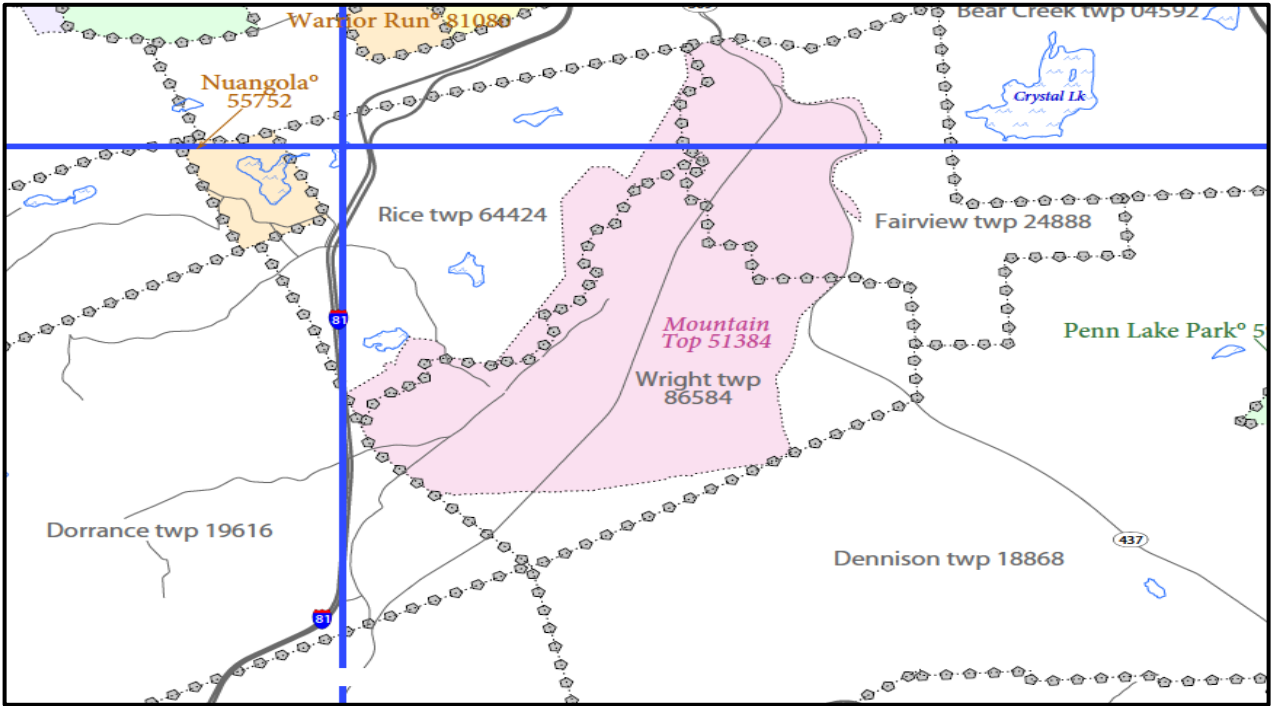 Warrior Run° 81080
Bear Creek twp 04592
Nuangola°
55752
Crystal Lk
Rice twp 64424
Fairview twp 24888
81
Mountain
Top 51384
Penn Lake Park° 5
Wright twp
86584
Dorrance twp 19616
437
Dennison twp 18868
81